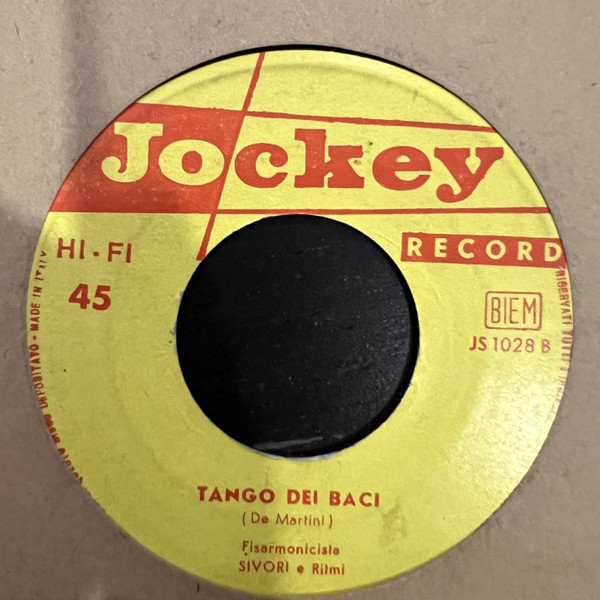 Jockey
HI-FI
RECORD
45
BIEM
JS 1028 B
MADE IN ITALY
TANGO DEI BACI
(De Martini)
Fisarmonicista
SIVORI e Ritmi